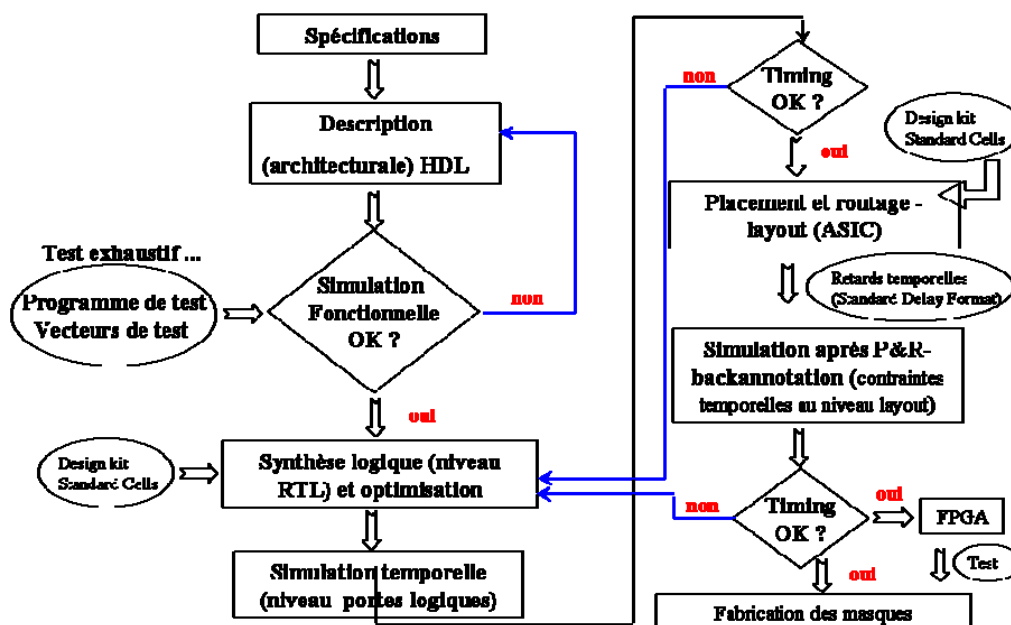 Spécifications
Description
(architecturale) HDL
Test exhaustif ...
Programme de test
Vecteurs de test
Simulation
Fonctionnelle
OK ?
non
oui
Design kit
Standard Cells
Synthèse logique (niveau
RTL) et optimisation
Simulation temporelle
(niveau portes logiques)
Timing
OK ?
non
oui
Design kit
Standard Cells
Placement et routage -
layout (ASIC)
Retards temporelles
(Standard Delay Format)
Simulation après P&R-
backannotation (contraintes
temporelles au niveau layout)
Timing
OK ?
non
oui
FPGA
Test
oui
Fabrication des masques